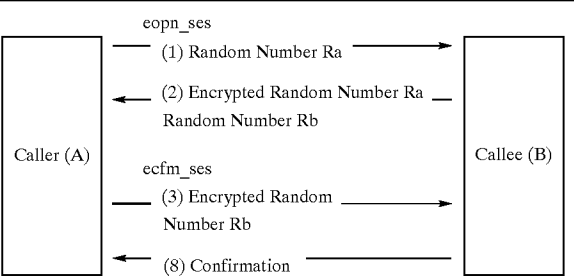 eopn_ses
(1) Random Number Ra
(2) Encrypted Random Number Ra
Random Number Rb
Caller (A)
Callee (B)
ecfm_ses
(3) Encrypted Random
Number Rb
(8) Confirmation